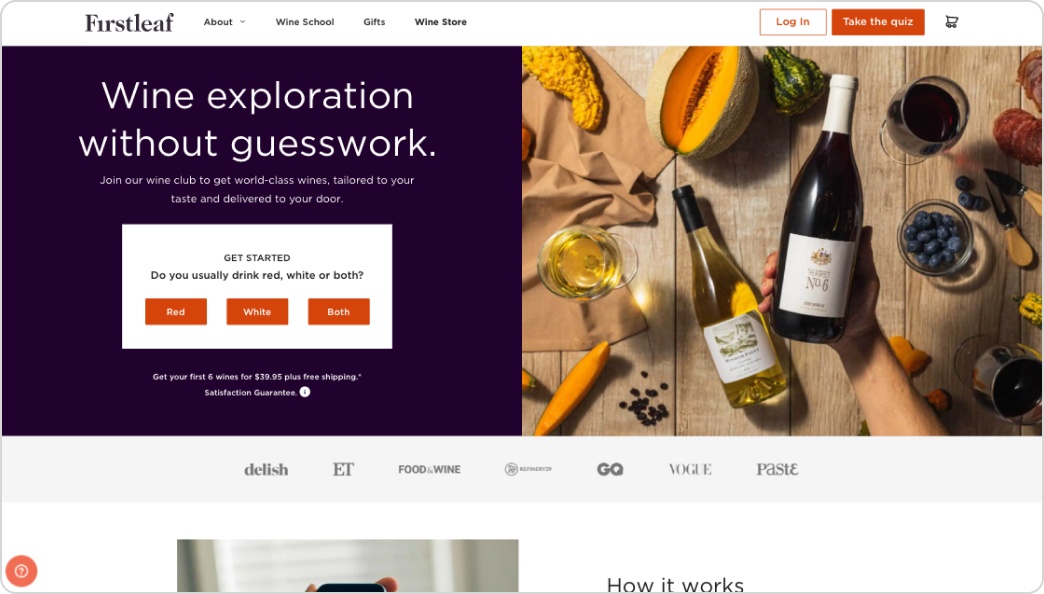 Firstleaf
About
Wine School
Gifts
Wine Store
Log In
Take the quiz
Wine exploration
without guesswork.
Join our wine club to get world-class wines, tailored to your
taste and delivered to your door.
GET STARTED
Do you usually drink red, white or both?
Red
White
Both
Get your first 6 wines for $39.95 plus free shipping.*
Satisfaction Guarantee.
No.6
delish
ET
FOOD&WINE
REFINERY29
GQ
VOGUE
Paste
How it works